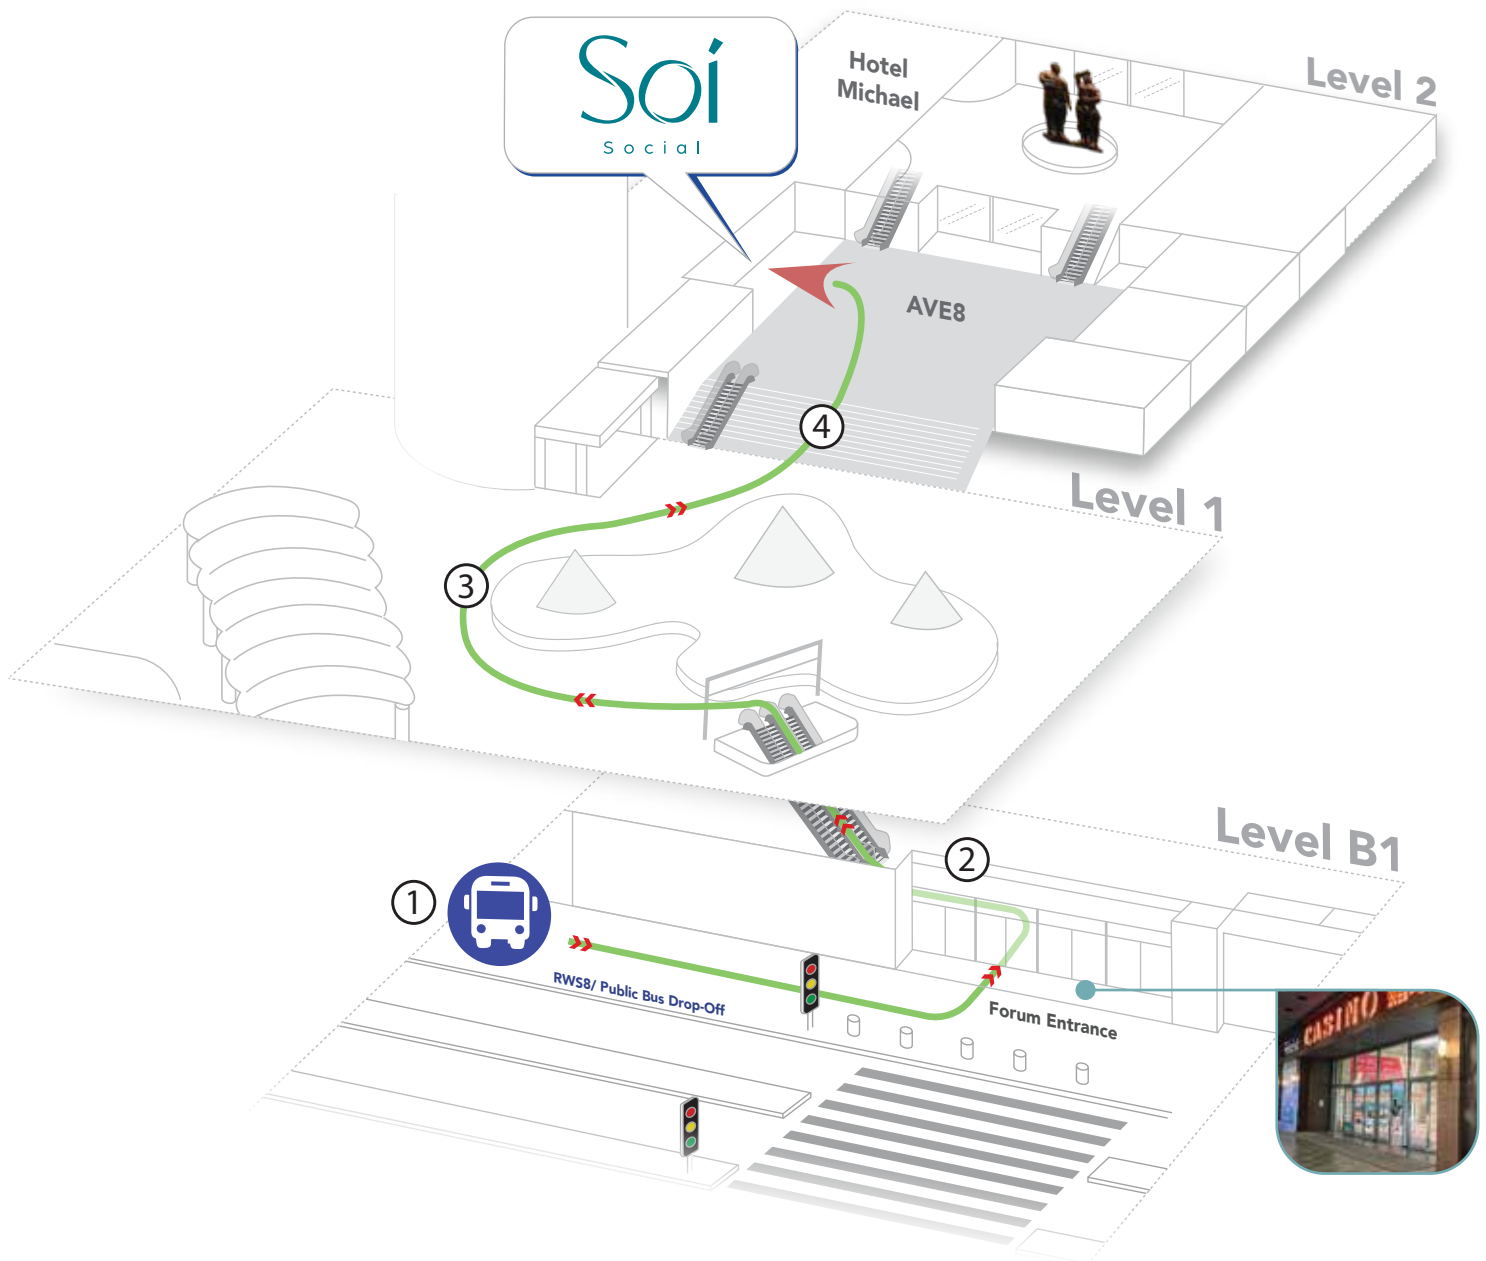 Soi
Social
Hotel
Michael
Level 2
AVE8
4
Level 1
3
Level B1
2
1
RWS8/ Public Bus Drop-Off
Forum Entrance
CASINO